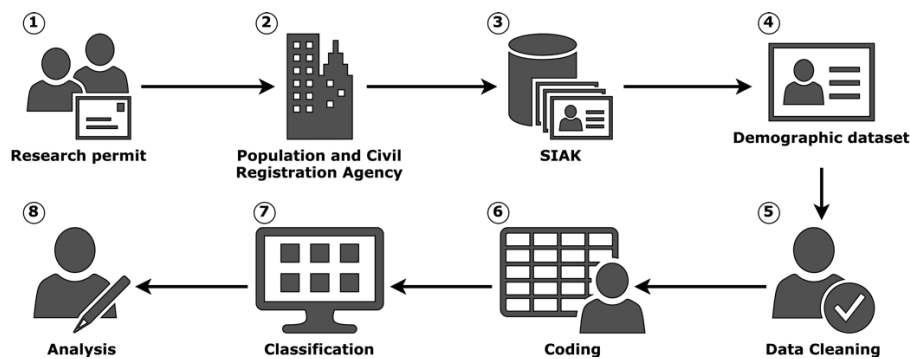 1
Research permit
2
Population and Civil
Registration Agency
3
SIAK
4
Demographic dataset
5
Data Cleaning
6
Coding
7
Classification
8
Analysis